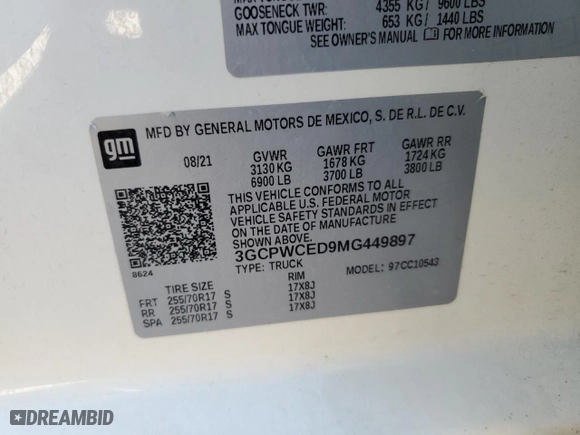 GOOSENECK TWR: 4355 KG/ 9600 LBS
MAX TONGUE WEIGHT: 653 KG/ 1440 LBS
SEE OWNER'S MANUAL FOR MORE INFORMATION
gm
MFD BY GENERAL MOTORS DE MEXICO, S. DE R.L. DE C.V.
08/21 GVWR GAWR FRT GAWR RR
3130 KG 1678 KG 1724 KG
6900 LB 3700 LB 3800 LB
THIS VEHICLE CONFORMS TO ALL
APPLICABLE U.S. FEDERAL MOTOR
VEHICLE SAFETY STANDARDS IN EFFECT
ON THE DATE OF MANUFACTURE SHOWN ABOVE.
3GCPWCED9MG449897
TYPE: TRUCK MODEL: 97CC10543
8624
TIRE SIZE RIM
FRT 255/70R17 S 17X8J
RR 255/70R17 S 17X8J
SPA 255/70R17 S 17X8J
DREAMBID